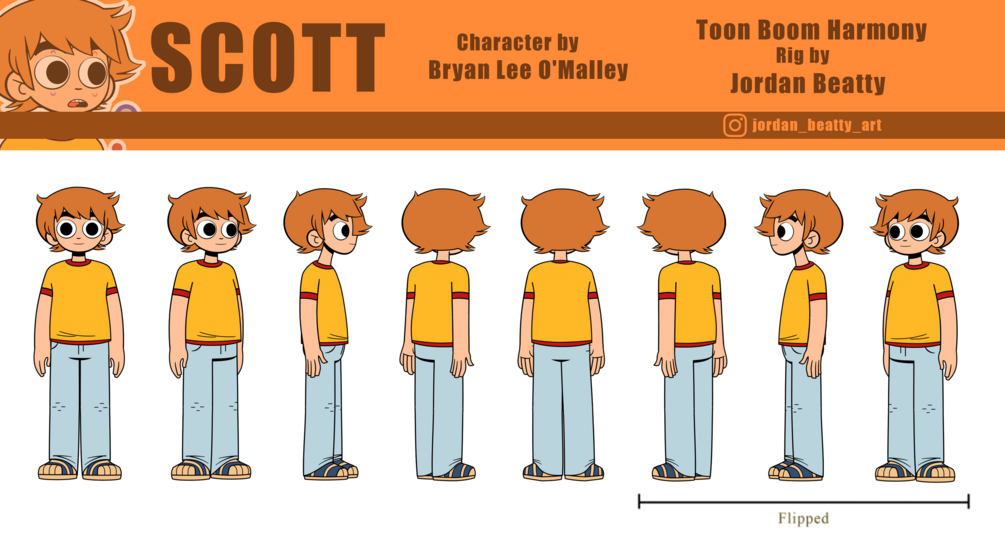 SCOTT
Character by
Bryan Lee O'Malley
Toon Boom Harmony
Rig by
Jordan Beatty
jordan_beatty_art
Flipped